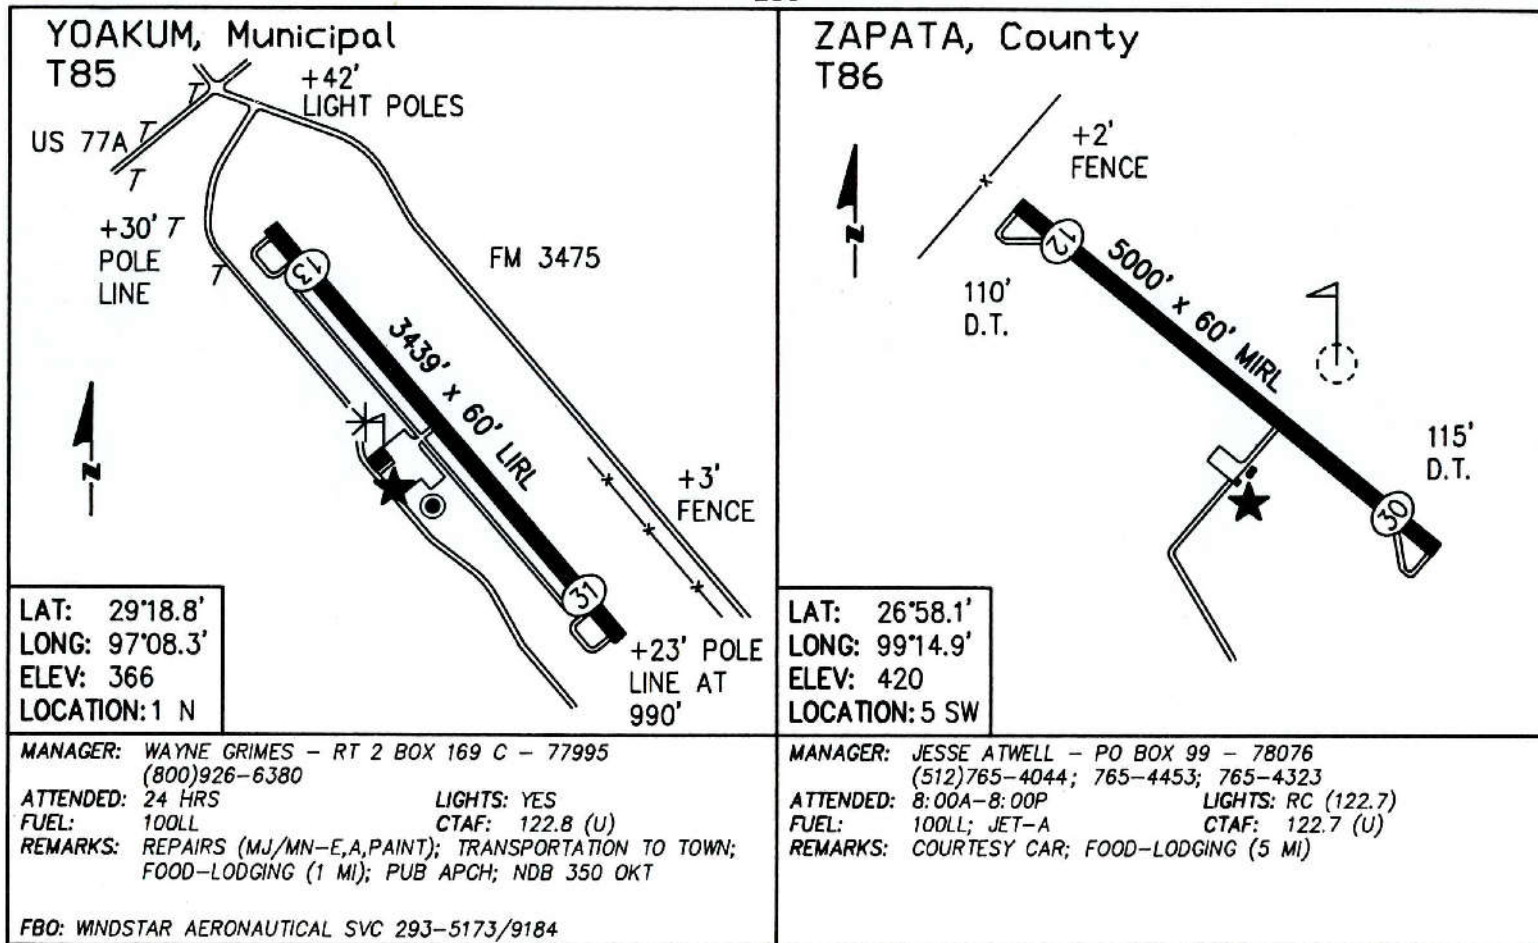 YOAKUM, Municipal
T85
+42'
LIGHT POLES
US 77A
T
T
T
+30' T
POLE
LINE
T
FM 3475
13
3439' x 60' LIRL
N
+3'
FENCE
31
+23' POLE
LINE AT
990'
LAT: 29°18.8'
LONG: 97°08.3'
ELEV: 366
LOCATION: 1 N
MANAGER: WAYNE GRIMES - RT 2 BOX 169 C - 77995
(800)926-6380
ATTENDED: 24 HRS LIGHTS: YES
FUEL: 100LL CTAF: 122.8 (U)
REMARKS: REPAIRS (MJ/MN-E,A,PAINT); TRANSPORTATION TO TOWN;
FOOD-LODGING (1 MI); PUB APCH; NDB 350 OKT
FBO: WINDSTAR AERONAUTICAL SVC 293-5173/9184
ZAPATA, County
T86
+2'
FENCE
N
12
110'
D.T.
5000' x 60' MIRL
115'
D.T.
30
LAT: 26°58.1'
LONG: 99°14.9'
ELEV: 420
LOCATION: 5 SW
MANAGER: JESSE ATWELL - PO BOX 99 - 78076
(512)765-4044; 765-4453; 765-4323
ATTENDED: 8:00A-8:00P LIGHTS: RC (122.7)
FUEL: 100LL; JET-A CTAF: 122.7 (U)
REMARKS: COURTESY CAR; FOOD-LODGING (5 MI)